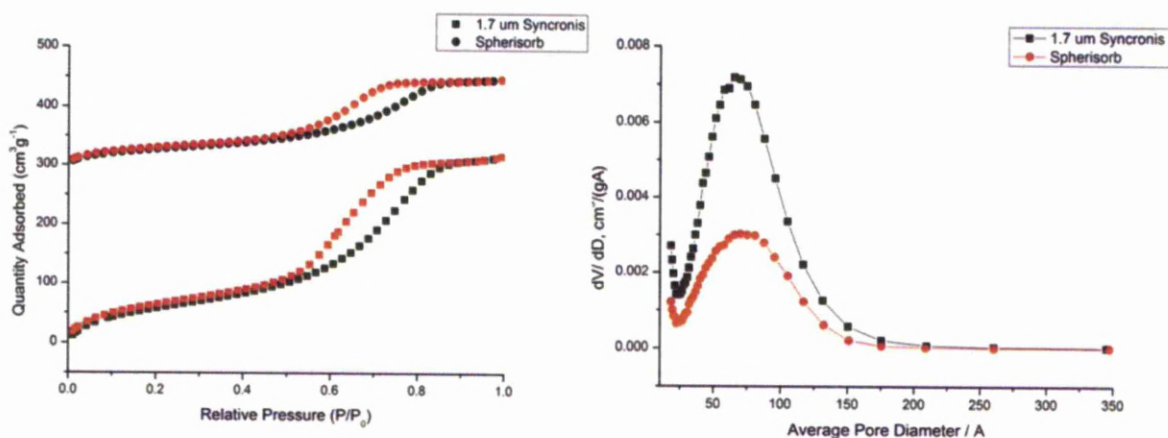 1.7 um Syncronis
Spherisorb
500
400
300
200
100
0
Quantity Adsorbed (cm³g⁻¹)
0.0 0.2 0.4 0.6 0.8 1.0
Relative Pressure (P/P₀)
1.7 um Syncronis
Spherisorb
0.008
0.006
0.004
0.002
0.000
dV/ dD, cm³/(gA)
50 100 150 200 250 300 350
Average Pore Diameter / A